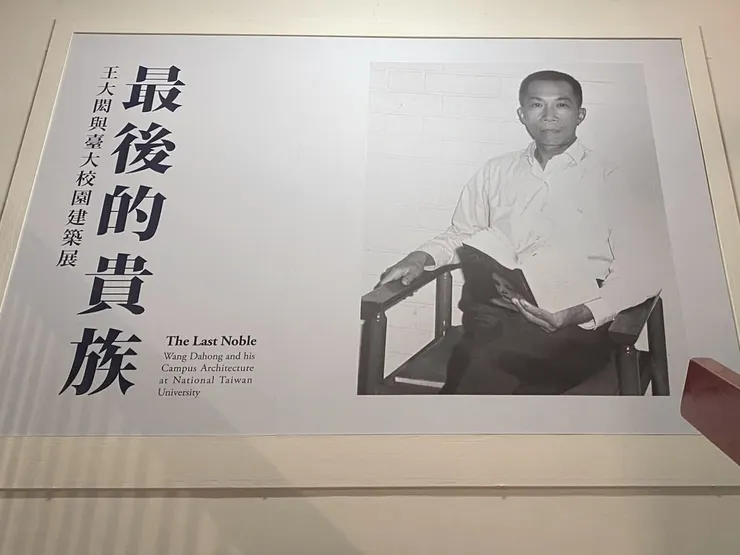 最後的貴族
王大閎與臺大校園建築展
The Last Noble
Wang Dahong and his
Campus Architecture
at National Taiwan
University